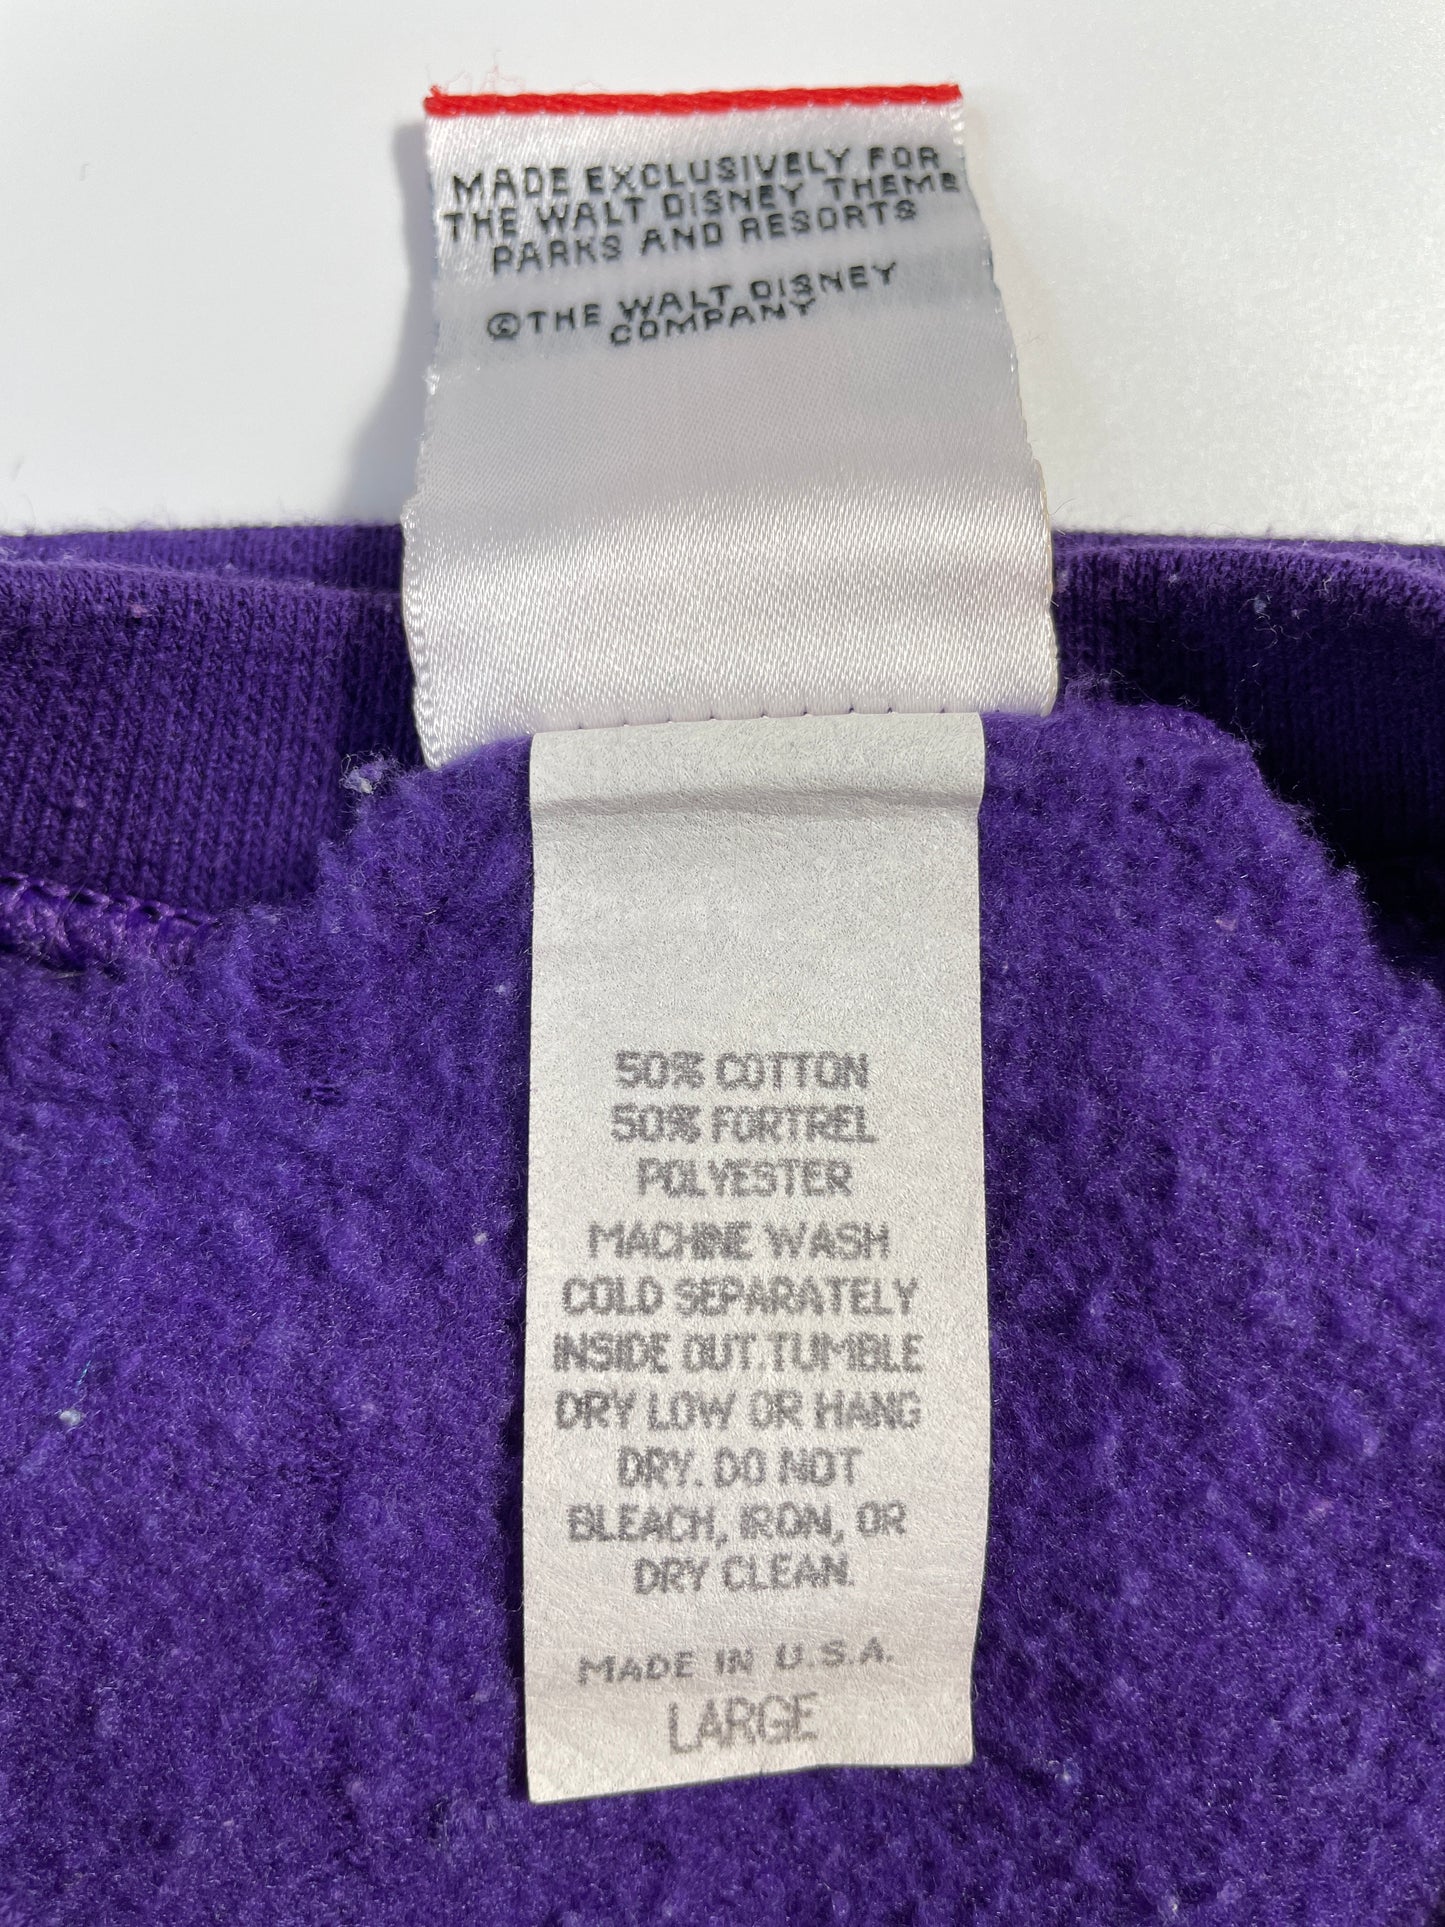 MADE EXCLUSIVELY FOR
THE WALT DISNEY THEME
PARKS AND RESORTS
©THE WALT DISNEY
COMPANY
50% COTTON
50% FORTREL
POLYESTER
MACHINE WASH
COLD SEPARATELY
INSIDE OUT.TUMBLE
DRY LOW OR HANG
DRY. DO NOT
BLEACH, IRON, OR
DRY CLEAN.
MADE IN U.S.A.
LARGE